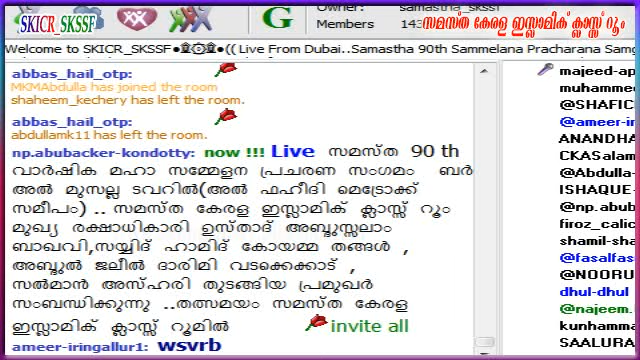 SKICR_SKSSF
Owner: samastha_skssf
Members 143
സമസ്ത കേരള ഇസ്ലാമിക് ക്ലാസ്സ് റൂം
Welcome to SKICR_SKSSF●۩۞۩●(( Live From Dubai..Samastha 90th Sammelana Pracharana Samg
abbas_hail_otp:
MKMAbdulla has joined the room
shaheem_kechery has left the room.
abbas_hail_otp:
abdullamk11 has left the room.
np.abubacker-kondotty: now !!! Live സമസ്ത 90 th
വാർഷിക മഹാ സമ്മേളന പ്രചരണ സംഗമം ബർ
അൽ മുസല്ല ടവറിൽ(അൽ ഫഹീദി മെട്രോക്ക്
സമീപം) .. സമസ്ത കേരള ഇസ്ലാമിക് ക്ലാസ്സ് റൂം
മുഖ്യ രക്ഷാധികാരി ഉസ്താദ് അബ്ദുസ്സലാം
ബാഖവി,സയ്യിദ് ഹാമിദ് കോയമ്മ തങ്ങൾ ,
അബ്ദുൽ ജലീൽ ദാരിമി വടക്കെക്കാട് ,
സൽമാൻ അസ്ഹരി തുടങ്ങിയ പ്രമുഖർ
സംബന്ധിക്കുന്നു ..തത്സമയം സമസ്ത കേരള
ഇസ്ലാമിക് ക്ലാസ്സ് റൂമിൽ invite all
ameer-iringallur1: wsvrb
majeed-ap
muhammed
@SHAFIC
@ameer-iri
ANANDHA
CKASalam
@Abdulla-
ISHAQUE-
@np.abub
firoz_calic
shamil-sha
@fasalfas
@NOORU
dhul-dhul
@najeem.
kunhamma
SAALURA